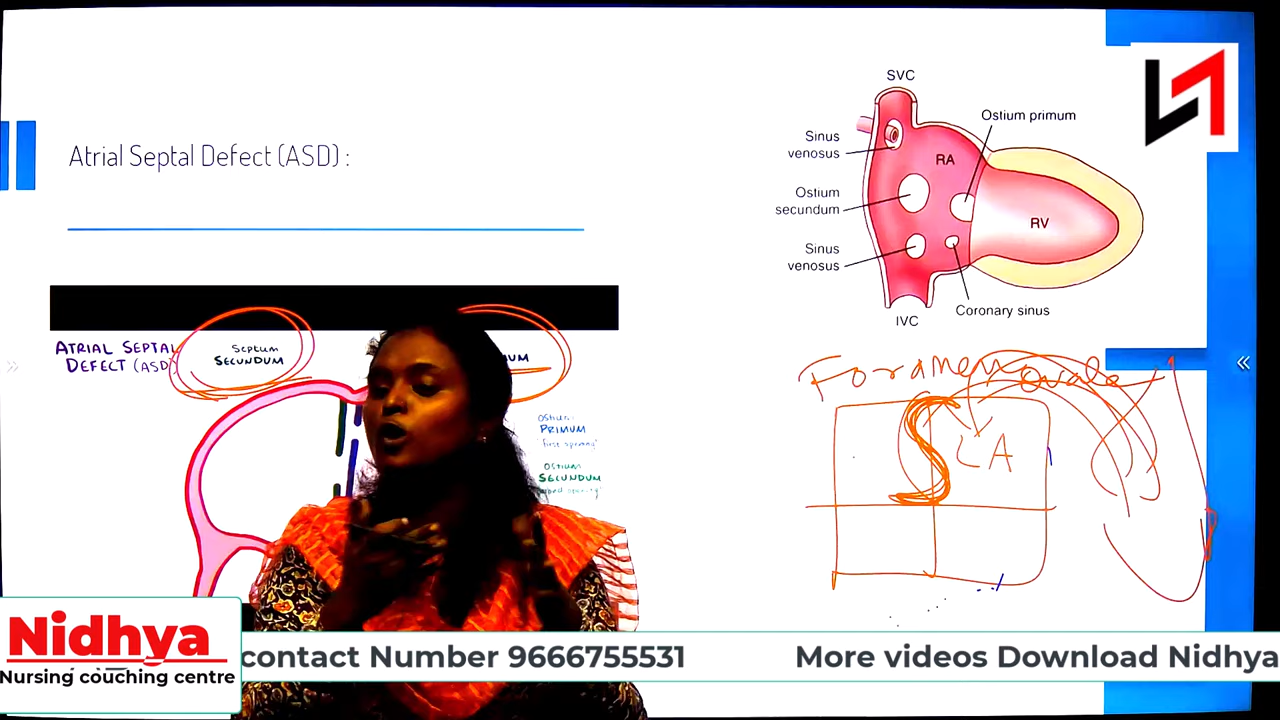 Atrial Septal Defect (ASD) :
SVC
Ostium primum
Sinus
venosus
RA
Ostium
secundum
RV
Sinus
venosus
Coronary sinus
IVC
ATRIAL SEPTAL
DEFECT (ASD)
Septum
SECUNDUM
Ostium
PRIMUM
"first opening"
OSTIUM
SECUNDUM
Foramen ovale
LA
Nidhya
Nursing couching centre
contact Number 9666755531
More videos Download Nidhya